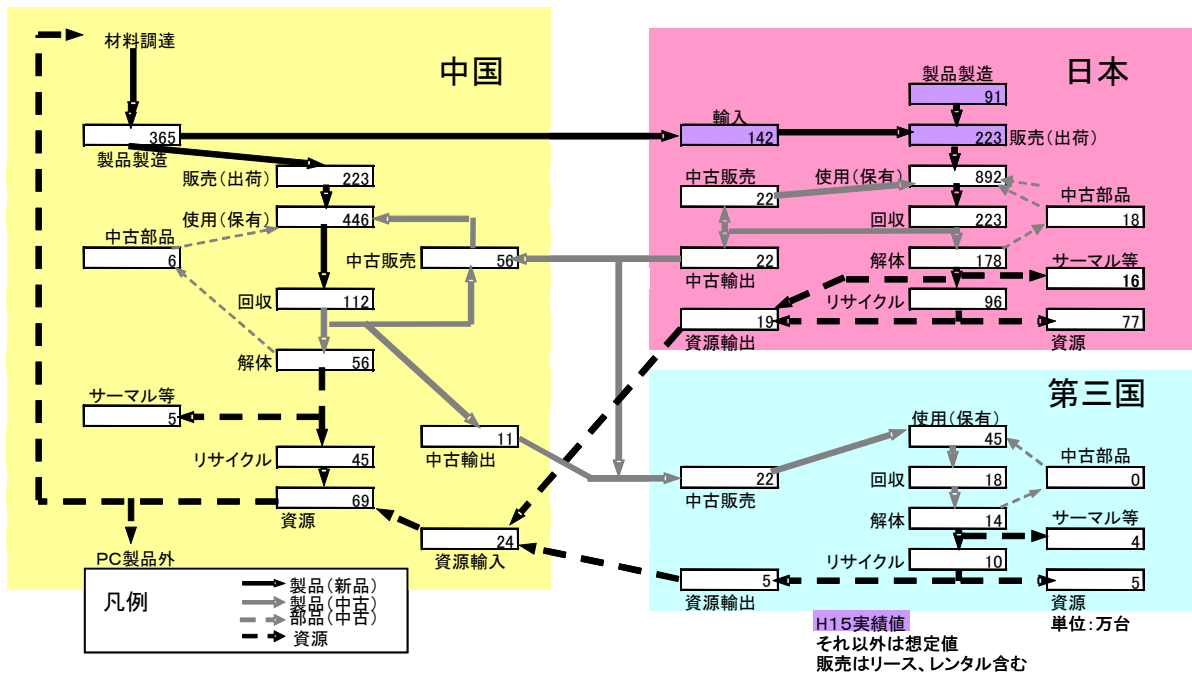 中国
材料調達
365
製品製造
販売(出荷)
223
使用(保有)
446
中古部品
6
中古販売
56
回収
112
解体
56
サーマル等
5
11
中古輸出
リサイクル
45
69
資源
24
資源輸入
PC製品外
凡例
製品(新品)
製品(中古)
部品(中古)
資源
日本
製品製造
91
輸入
142
223
販売(出荷)
中古販売
22
使用(保有)
892
中古部品
18
回収
223
22
中古輸出
解体
178
サーマル等
16
リサイクル
96
19
資源輸出
77
資源
第三国
使用(保有)
45
中古部品
0
22
中古販売
回収
18
解体
14
サーマル等
4
リサイクル
10
5
資源輸出
5
資源
H15実績値
単位:万台
それ以外は想定値
販売はリース、レンタル含む